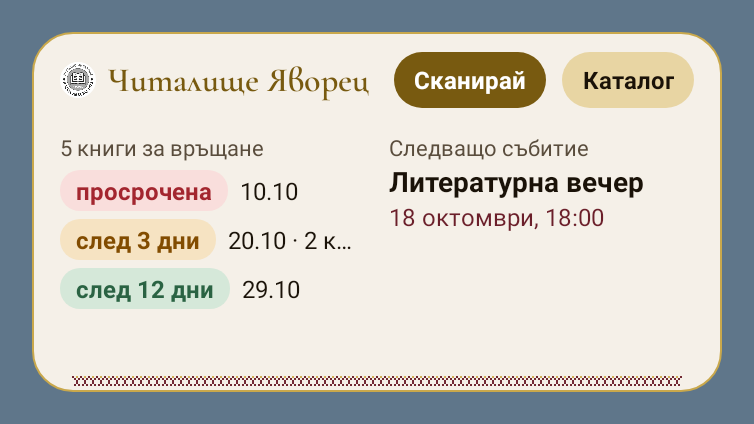 Читалище Яворец
Сканирай
Каталог
5 книги за връщане
просрочена 10.10
след 3 дни 20.10 · 2 к…
след 12 дни 29.10
Следващо събитие
Литературна вечер
18 октомври, 18:00